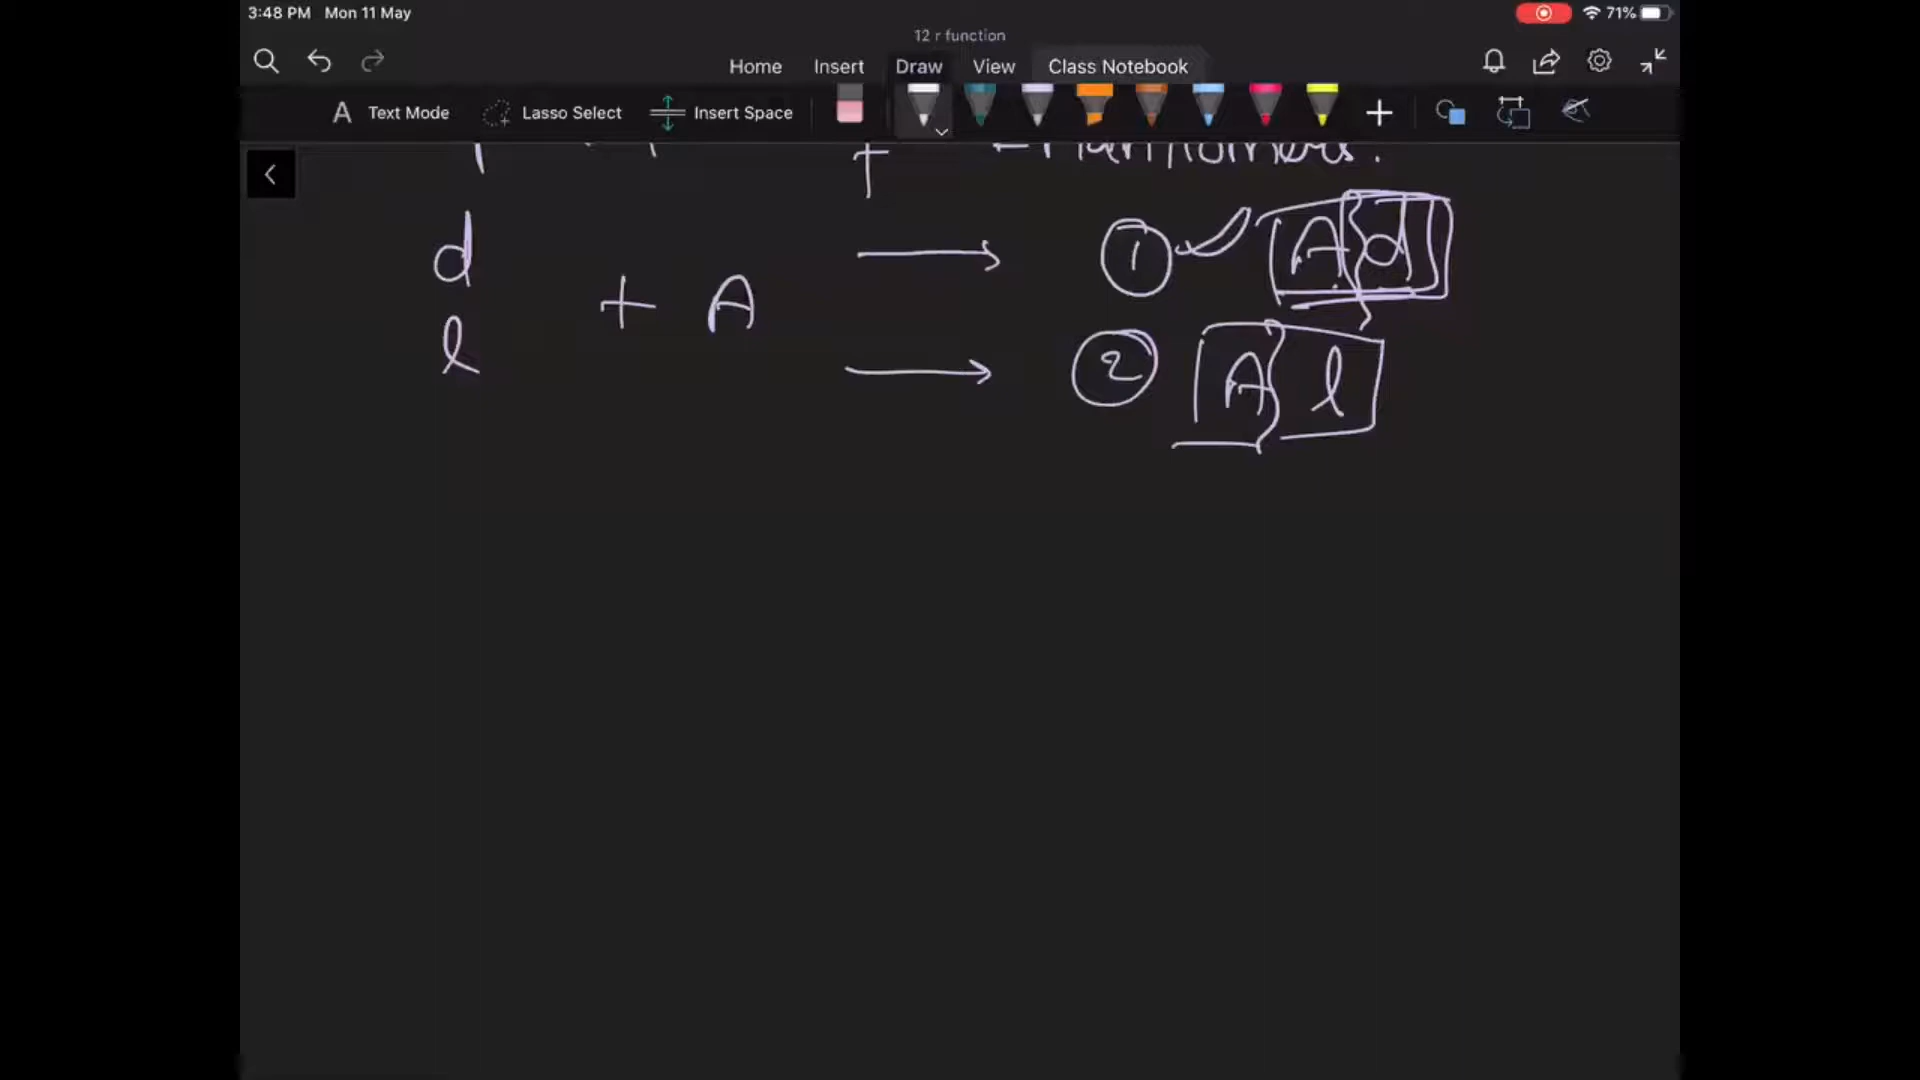 3:48 PM Mon 11 May
71%
12 r function
Home Insert Draw View Class Notebook
A Text Mode Lasso Select Insert Space
d → ① A d
+ A
l → ② A l